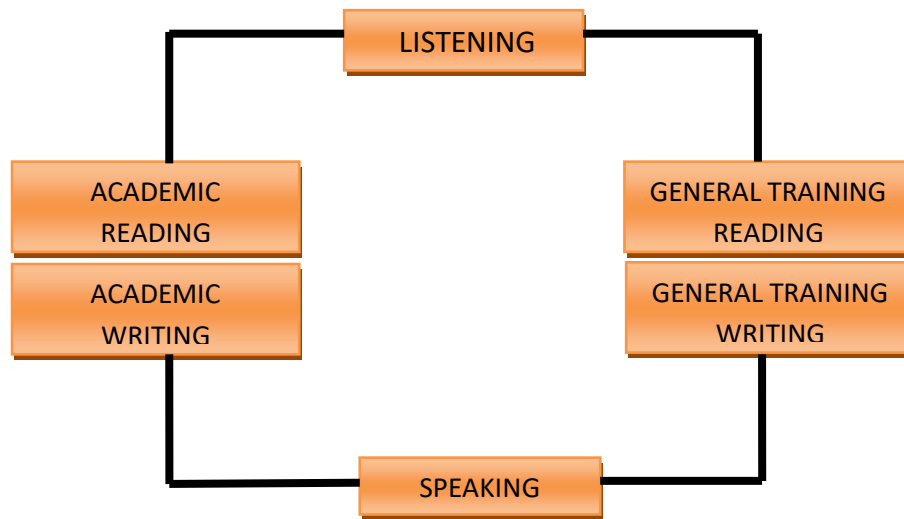 LISTENING
ACADEMIC
READING
GENERAL TRAINING
READING
ACADEMIC
WRITING
GENERAL TRAINING
WRITING
SPEAKING